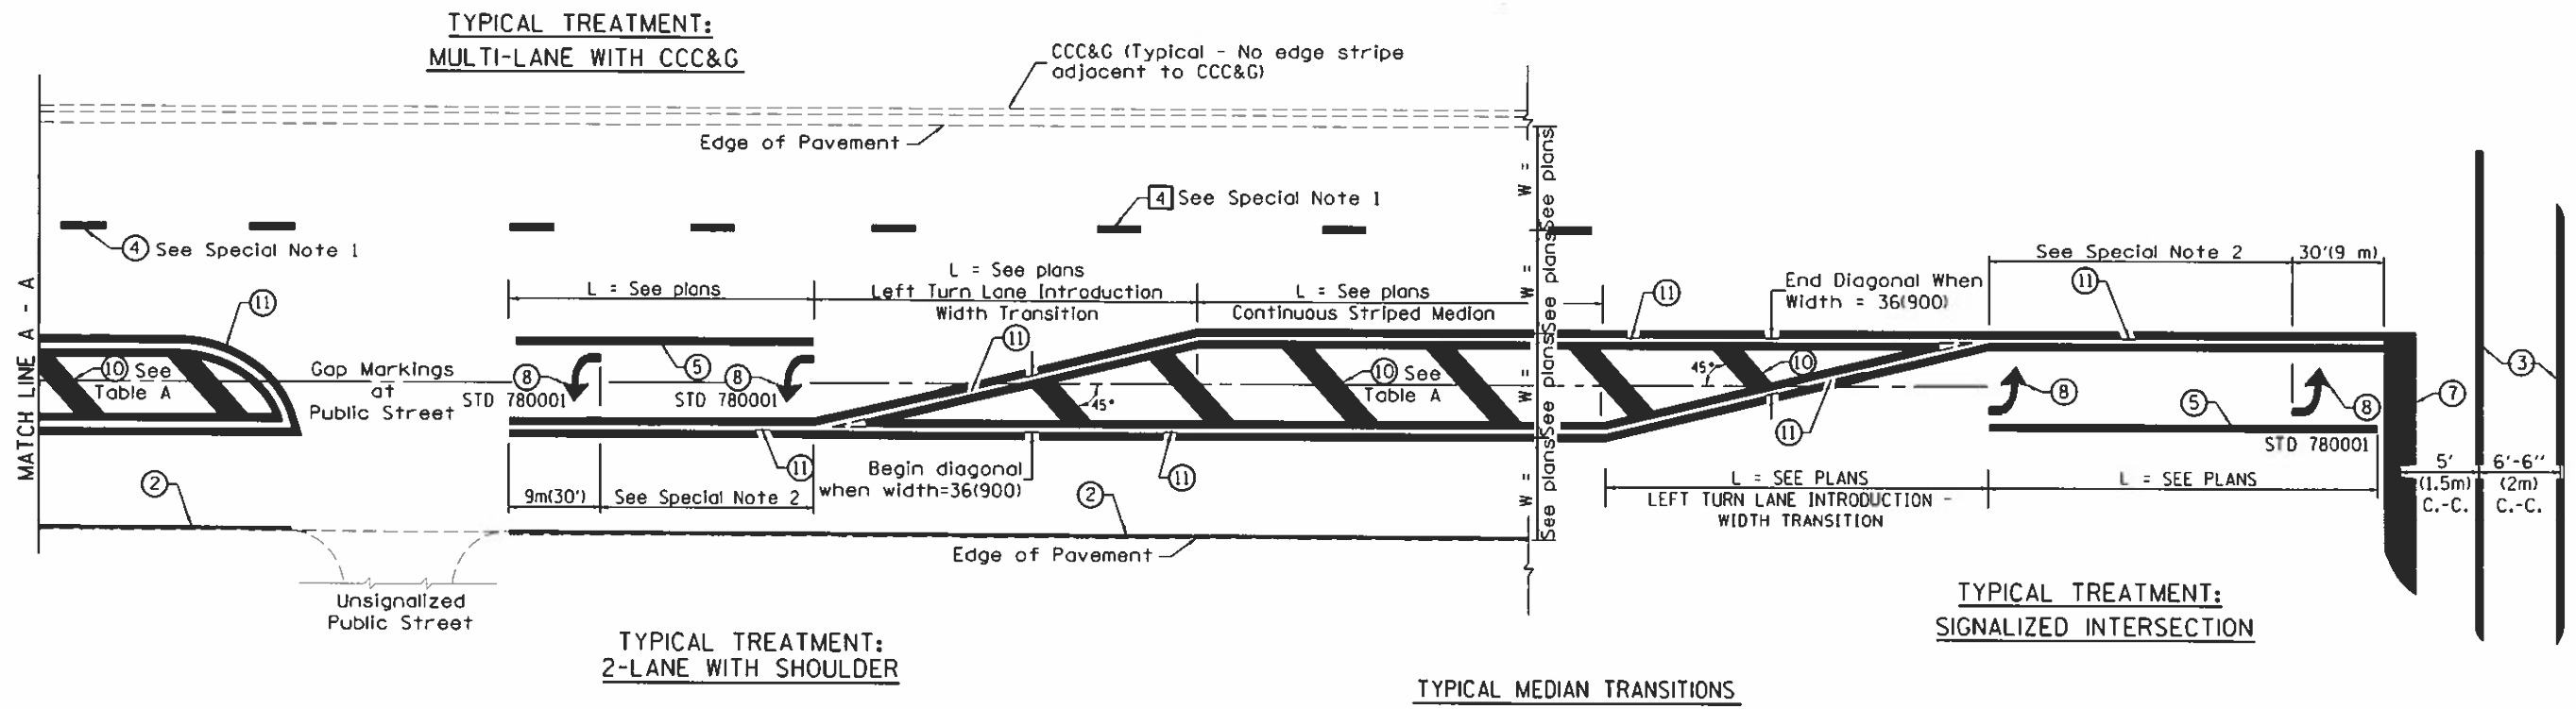 TYPICAL TREATMENT:
MULTI-LANE WITH CCC&G
CCC&G (Typical - No edge stripe
adjacent to CCC&G)
Edge of Pavement
4 See Special Note 1
4 See Special Note 1
MATCH LINE A - A
11
10 See
Table A
Gap Markings
at
Public Street
2
Unsignalized
Public Street
L = See plans
L = See plans
Left Turn Lane Introduction
Width Transition
L = See plans
Continuous Striped Median
8
STD 780001
5
8
STD 780001
11
11
45°
10 See
Table A
9m(30')
See Special Note 2
Begin diagonal
when width=36(900)
11
2
Edge of Pavement
W =
See plans
W =
See plans
W =
See plans
W =
See plans
11
End Diagonal When
Width = 36(900)
45°
10
11
See Special Note 2
30'(9 m)
11
8
8
5
STD 780001
7
3
5'
(1.5m)
C.-C.
6'-6"
(2m)
C.-C.
L = SEE PLANS
LEFT TURN LANE INTRODUCTION -
WIDTH TRANSITION
L = SEE PLANS
TYPICAL TREATMENT:
2-LANE WITH SHOULDER
TYPICAL TREATMENT:
SIGNALIZED INTERSECTION
TYPICAL MEDIAN TRANSITIONS